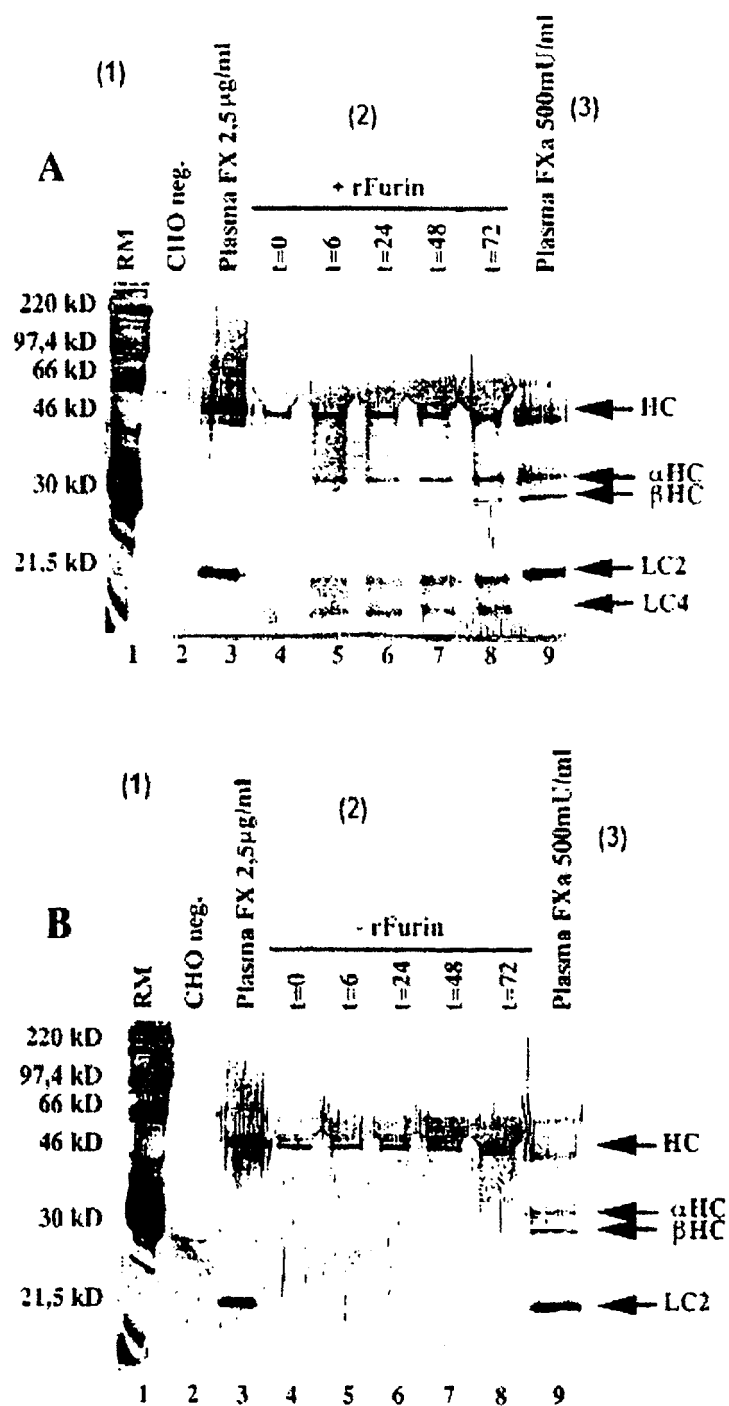 (1)
(2)
(3)
A
RM
CHO neg.
Plasma FX 2,5µg/ml
+ rFurin
t=0
t=6
t=24
t=48
t=72
Plasma FXa 500mU/ml
220 kD
97,4 kD
66 kD
46 kD
30 kD
21,5 kD
HC
αHC
βHC
LC2
LC4
1 2 3 4 5 6 7 8 9
(1)
(2)
(3)
B
RM
CHO neg.
Plasma FX 2,5µg/ml
- rFurin
t=0
t=6
t=24
t=48
t=72
Plasma FXa 500mU/ml
220 kD
97,4 kD
66 kD
46 kD
30 kD
21,5 kD
HC
αHC
βHC
LC2
1 2 3 4 5 6 7 8 9